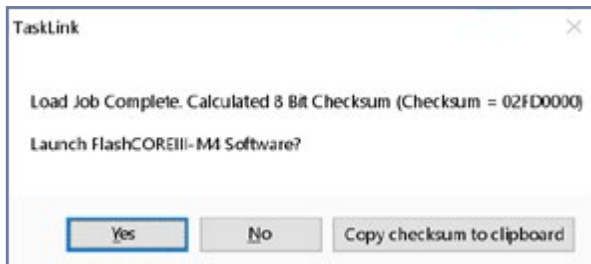 TaskLink
Load Job Complete. Calculated 8 Bit Checksum (Checksum = 02FD0000)
Launch FlashCOREIII-M4 Software?
Yes
No
Copy checksum to clipboard